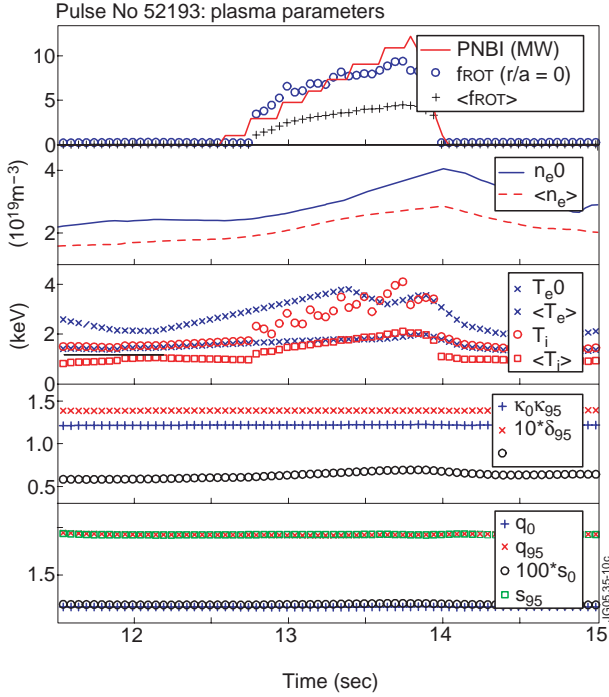 Pulse No 52193: plasma parameters
10
5
0
PNBI (MW)
fROT (r/a = 0)
<fROT>
(10¹⁹m⁻³)
4
2
nₑ0
<nₑ>
(keV)
4
2
0
Tₑ0
<Tₑ>
Tᵢ
<Tᵢ>
1.5
1.0
0.5
κ₀κ₉₅
10*δ₉₅
1.5
q₀
q₉₅
100*s₀
s₉₅
12 13 14 15
Time (sec)
JG05.35-10c